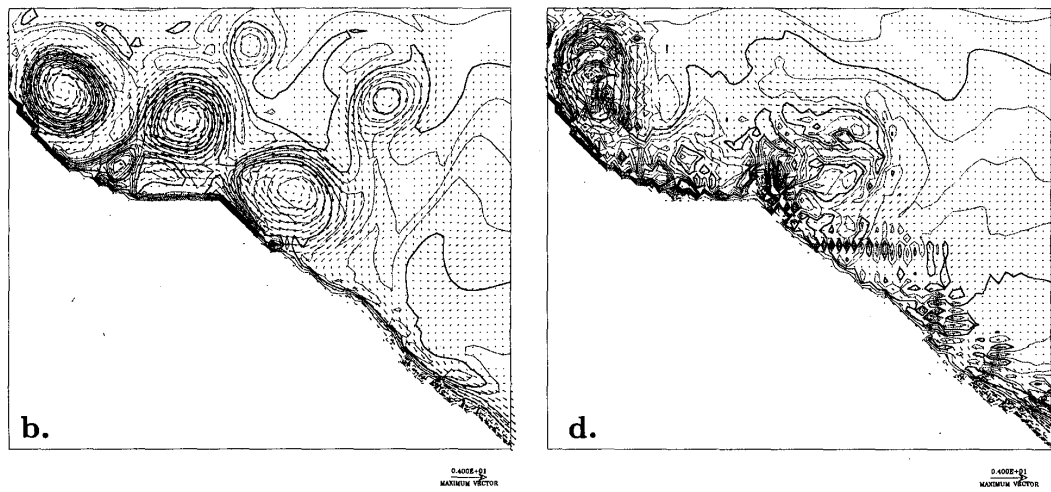 b.
d.
0.400E+01
MAXIMUM VECTOR
0.400E+01
MAXIMUM VECTOR